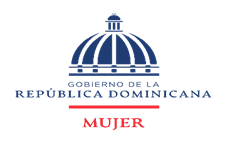 GOBIERNO DE LA
REPÚBLICA DOMINICANA
MUJER